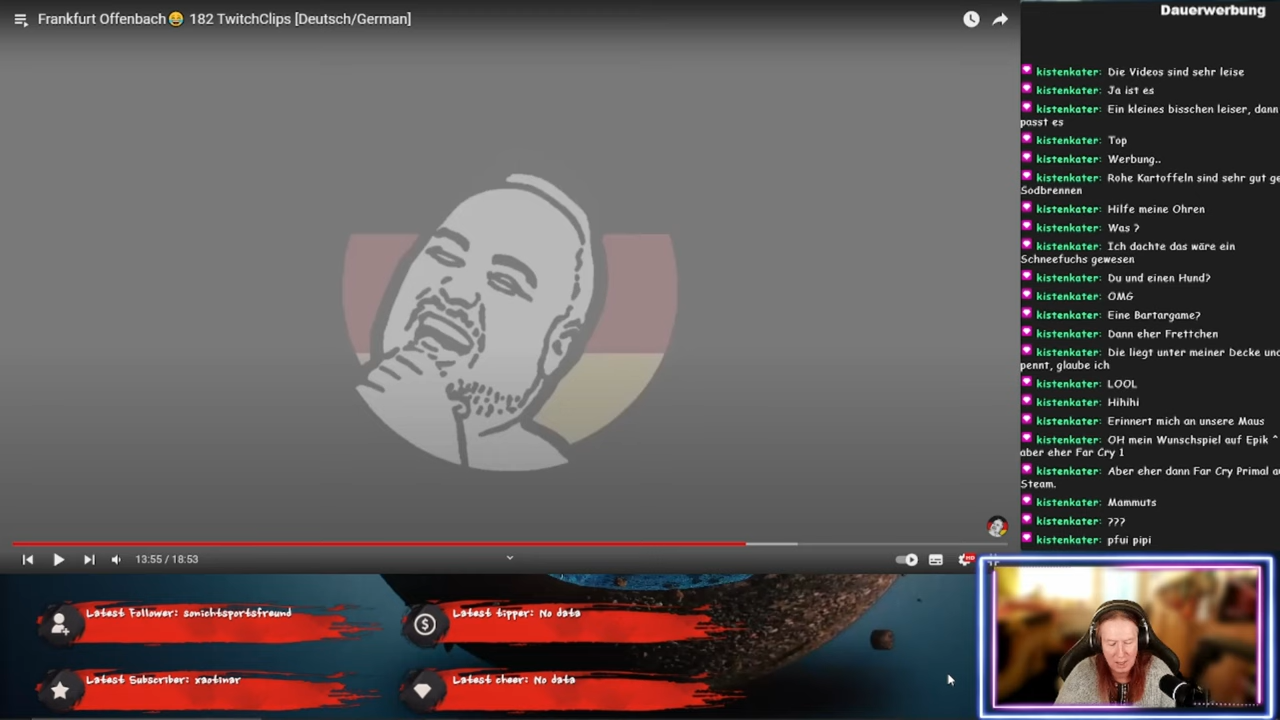 Frankfurt Offenbach😂 182 TwitchClips [Deutsch/German]
Dauerwerbung
kistenkater: Die Videos sind sehr leise
kistenkater: Ja ist es
kistenkater: Ein kleines bisschen leiser, dann
passt es
kistenkater: Top
kistenkater: Werbung..
kistenkater: Rohe Kartoffeln sind sehr gut ge
Sodbrennen
kistenkater: Hilfe meine Ohren
kistenkater: Was ?
kistenkater: Ich dachte das wäre ein
Schneefuchs gewesen
kistenkater: Du und einen Hund?
kistenkater: OMG
kistenkater: Eine Bartargame?
kistenkater: Dann eher Frettchen
kistenkater: Die liegt unter meiner Decke und
pennt, glaube ich
kistenkater: LOOL
kistenkater: Hihihi
kistenkater: Erinnert mich an unsere Maus
kistenkater: OH mein Wunschspiel auf Epik ^
aber eher Far Cry 1
kistenkater: Aber eher dann Far Cry Primal au
Steam.
kistenkater: Mammuts
kistenkater: ???
kistenkater: pfui pipi
13:55 / 18:53
HD
Latest Follower: sonichtsportsfreund
Latest tipper: No data
Latest Subscriber: xaotinar
Latest cheer: No data